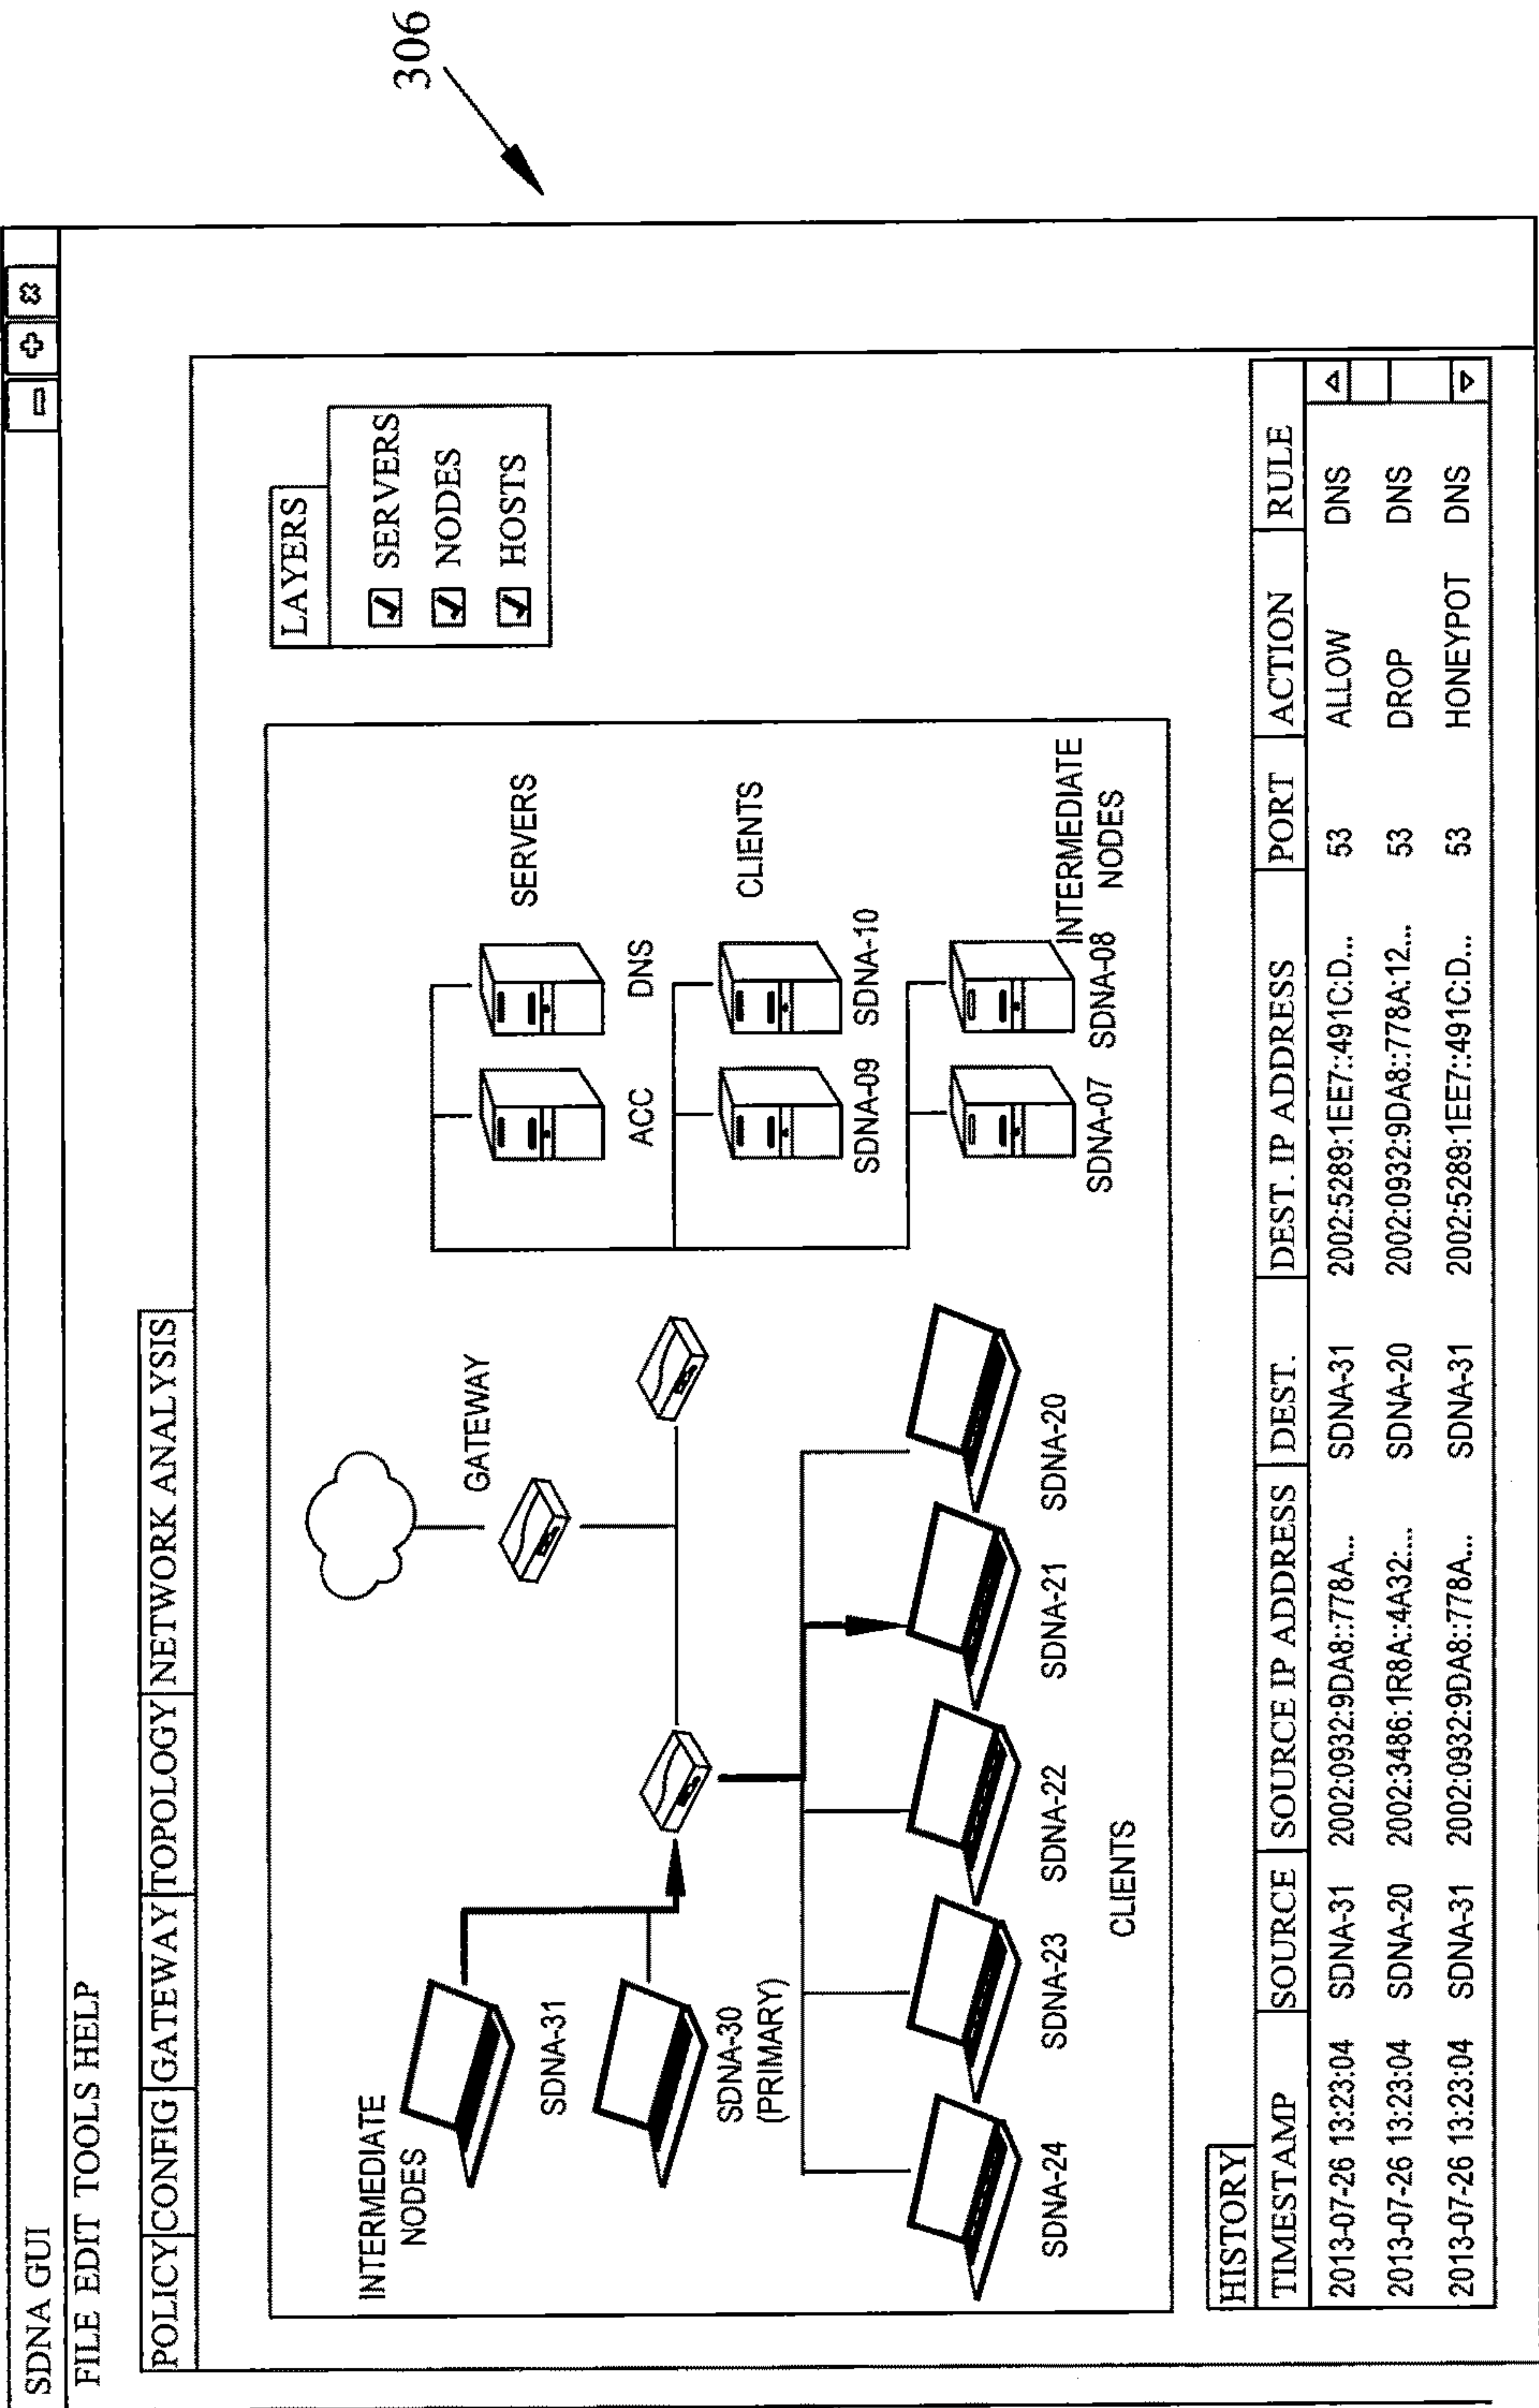 306
SDNA GUI
FILE EDIT TOOLS HELP
POLICY CONFIG GATEWAY TOPOLOGY NETWORK ANALYSIS
LAYERS
SERVERS
NODES
HOSTS
INTERMEDIATE
NODES
SDNA-31
SDNA-30
(PRIMARY)
GATEWAY
SDNA-24 SDNA-23 SDNA-22 SDNA-21 SDNA-20
CLIENTS
SERVERS
ACC DNS
CLIENTS
SDNA-09 SDNA-10
INTERMEDIATE
NODES
SDNA-07 SDNA-08
HISTORY
TIMESTAMP SOURCE SOURCE IP ADDRESS DEST. DEST. IP ADDRESS PORT ACTION RULE
2013-07-26 13:23:04 SDNA-31 2002:0932:9DA8::778A... SDNA-31 2002:5289:1EE7::491C:D... 53 ALLOW DNS
2013-07-26 13:23:04 SDNA-20 2002:3486:1R8A::4A32:... SDNA-20 2002:0932:9DA8::778A:12... 53 DROP DNS
2013-07-26 13:23:04 SDNA-31 2002:0932:9DA8::778A... SDNA-31 2002:5289:1EE7::491C:D... 53 HONEYPOT DNS